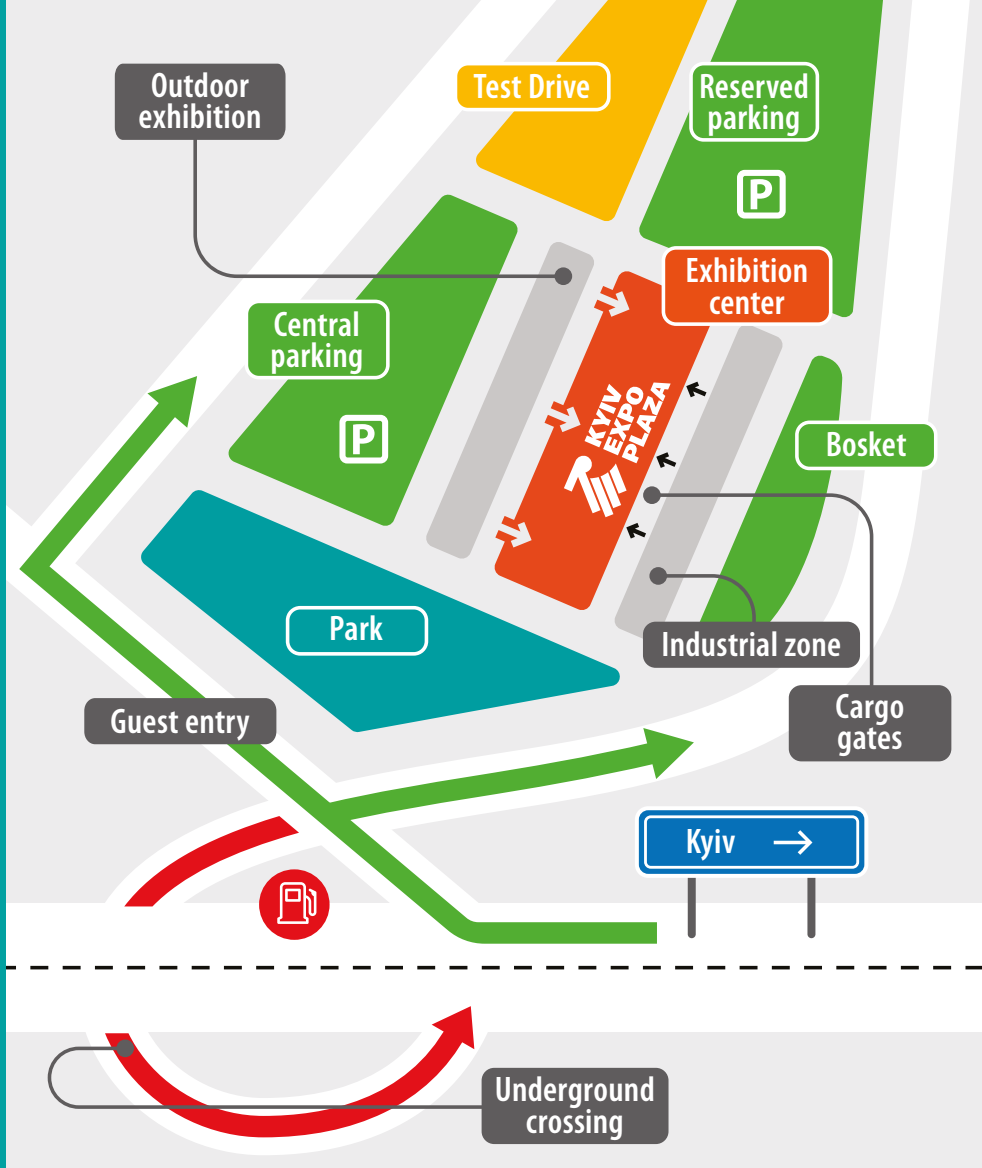 Outdoor
exhibition
Test Drive
Reserved
parking
P
Exhibition
center
Central
parking
P
KYIV
EXPO
PLAZA
Bosket
Park
Industrial zone
Guest entry
Cargo
gates
Kyiv →
Underground
crossing